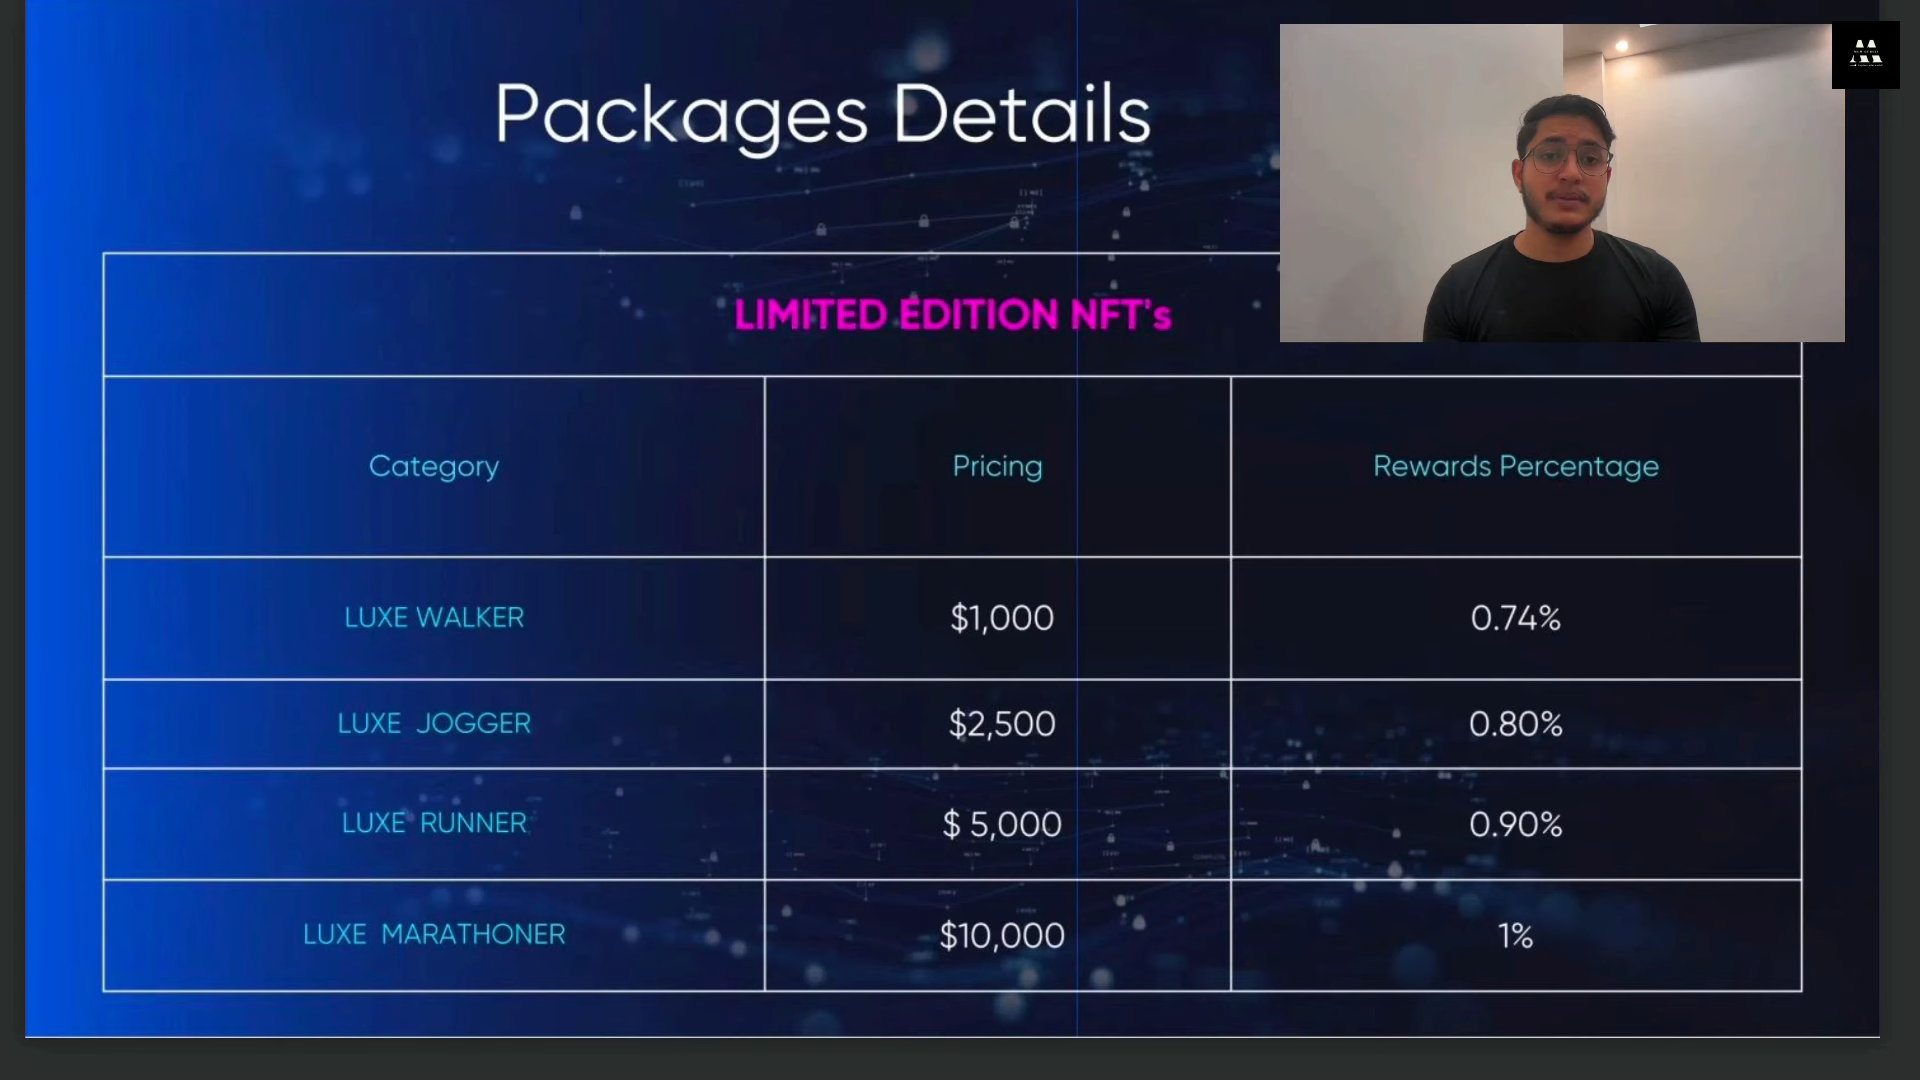 Packages Details
LIMITED EDITION NFT's
Category Pricing Rewards Percentage
LUXE WALKER $1,000 0.74%
LUXE JOGGER $2,500 0.80%
LUXE RUNNER $ 5,000 0.90%
LUXE MARATHONER $10,000 1%